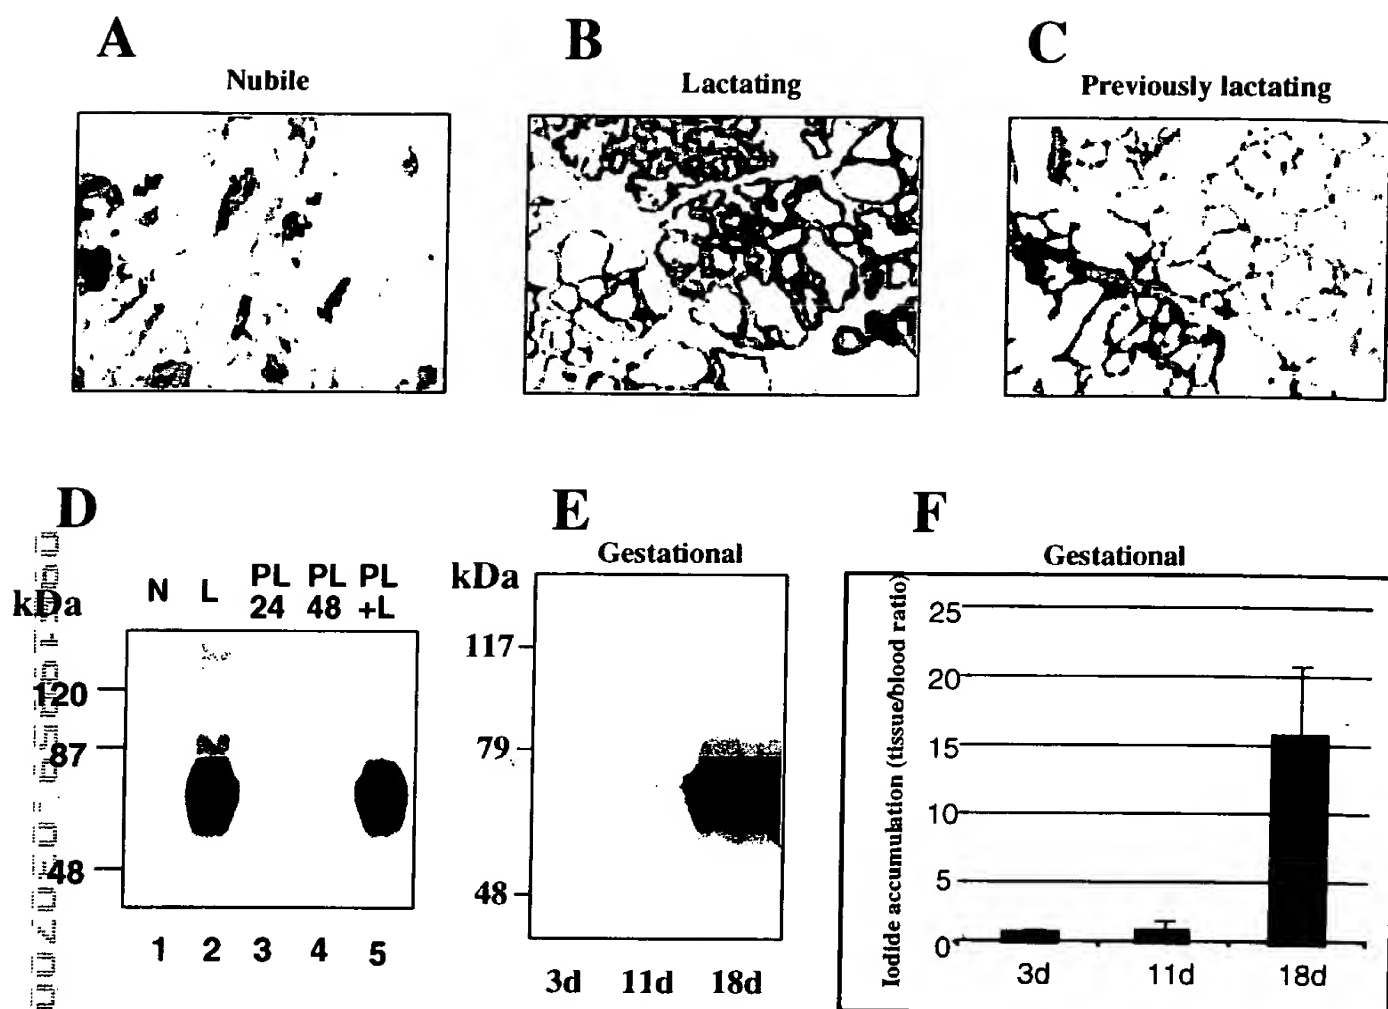 A
Nubile
B
Lactating
C
Previously lactating
D
kDa
N L PL 24 PL 48 PL +L
120
87
48
1 2 3 4 5
E
Gestational
kDa
117
79
48
3d 11d 18d
F
Gestational
Iodide accumulation (tissue/blood ratio)
25
20
15
10
5
0
3d 11d 18d